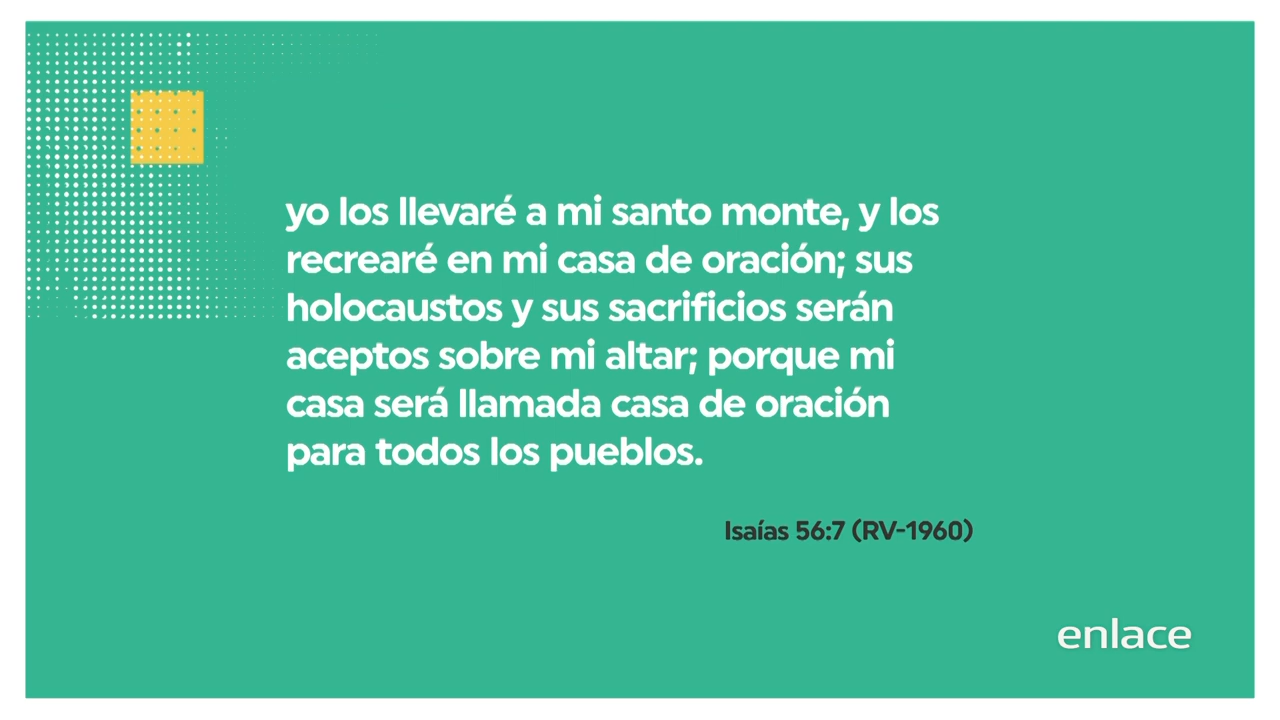 yo los llevaré a mi santo monte, y los
recrearé en mi casa de oración; sus
holocaustos y sus sacrificios serán
aceptos sobre mi altar; porque mi
casa será llamada casa de oración
para todos los pueblos.
Isaías 56:7 (RV-1960)
enlace